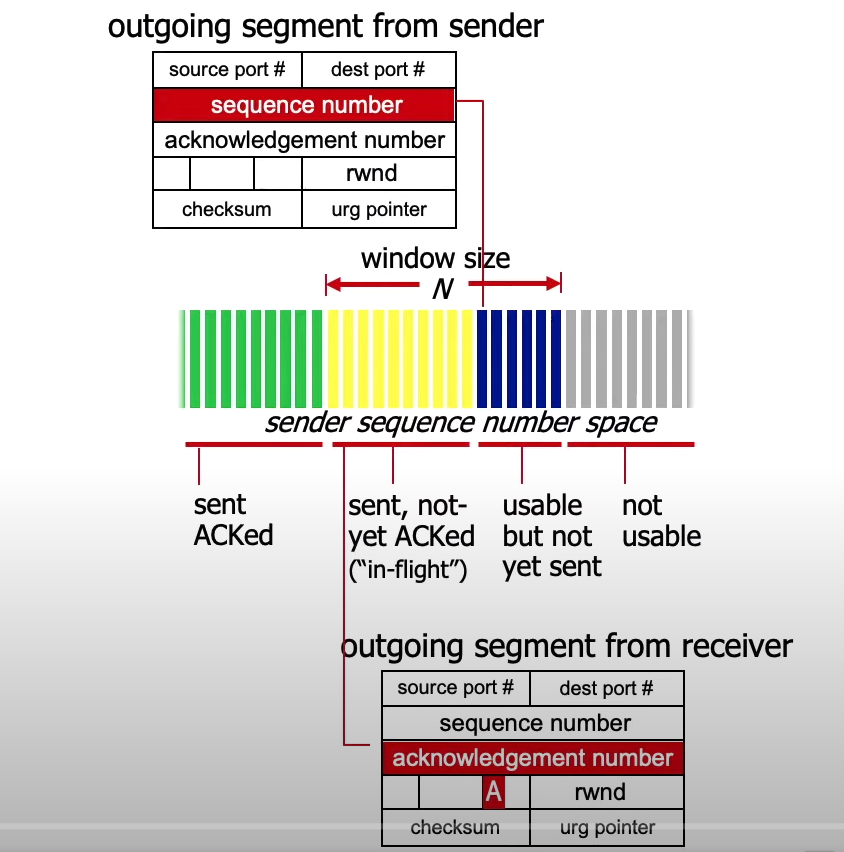 outgoing segment from sender
source port # dest port #
sequence number
acknowledgement number
rwnd
checksum urg pointer
window size
N
sender sequence number space
sent
ACKed
sent, not-
yet ACKed
(“in-flight”)
usable
but not
yet sent
not
usable
outgoing segment from receiver
source port # dest port #
sequence number
acknowledgement number
A rwnd
checksum urg pointer